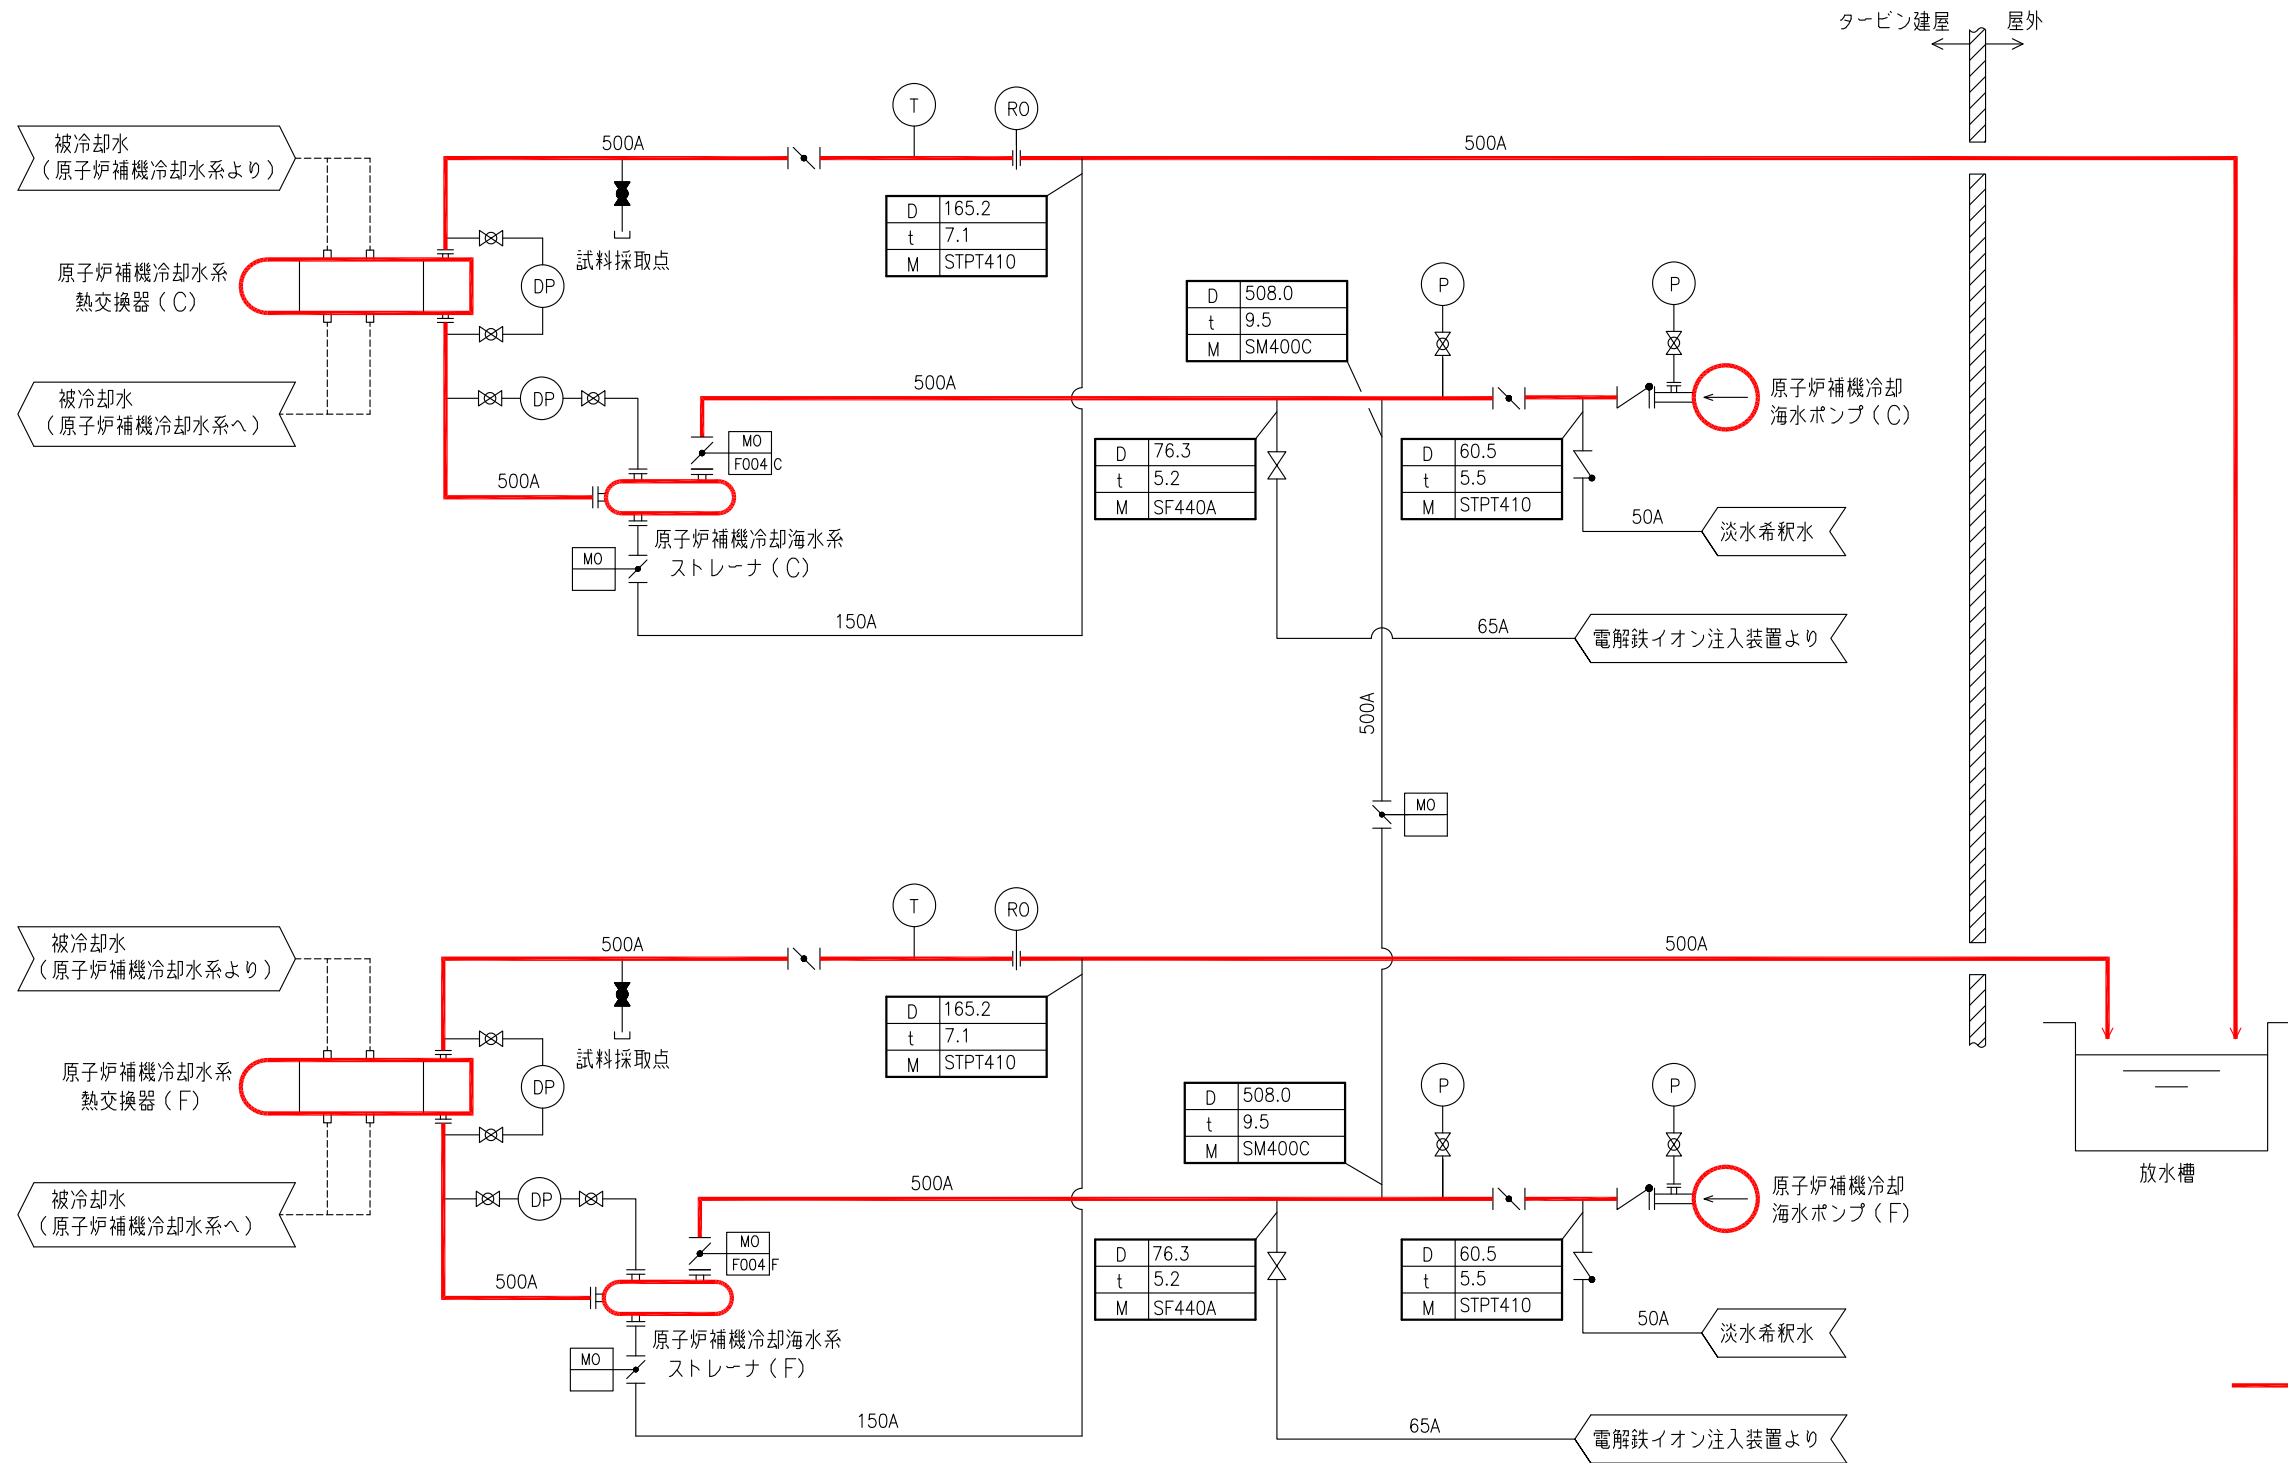 タービン建屋
屋外
T
RO
500A
500A
被冷却水
（原子炉補機冷却水系より）
D 165.2
t 7.1
M STPT410
試料採取点
原子炉補機冷却水系
熱交換器（C）
DP
D 508.0
t 9.5
M SM400C
P
P
被冷却水
（原子炉補機冷却水系へ）
DP
500A
原子炉補機冷却
海水ポンプ（C）
MO
F004 C
500A
D 76.3
t 5.2
M SF440A
D 60.5
t 5.5
M STPT410
50A
淡水希釈水
原子炉補機冷却海水系
ストレーナ（C）
MO
150A
65A
電解鉄イオン注入装置より
500A
MO
T
RO
500A
500A
被冷却水
（原子炉補機冷却水系より）
D 165.2
t 7.1
M STPT410
試料採取点
原子炉補機冷却水系
熱交換器（F）
DP
D 508.0
t 9.5
M SM400C
P
P
放水槽
被冷却水
（原子炉補機冷却水系へ）
DP
500A
原子炉補機冷却
海水ポンプ（F）
MO
F004 F
500A
D 76.3
t 5.2
M SF440A
D 60.5
t 5.5
M STPT410
50A
淡水希釈水
原子炉補機冷却海水系
ストレーナ（F）
MO
150A
65A
電解鉄イオン注入装置より